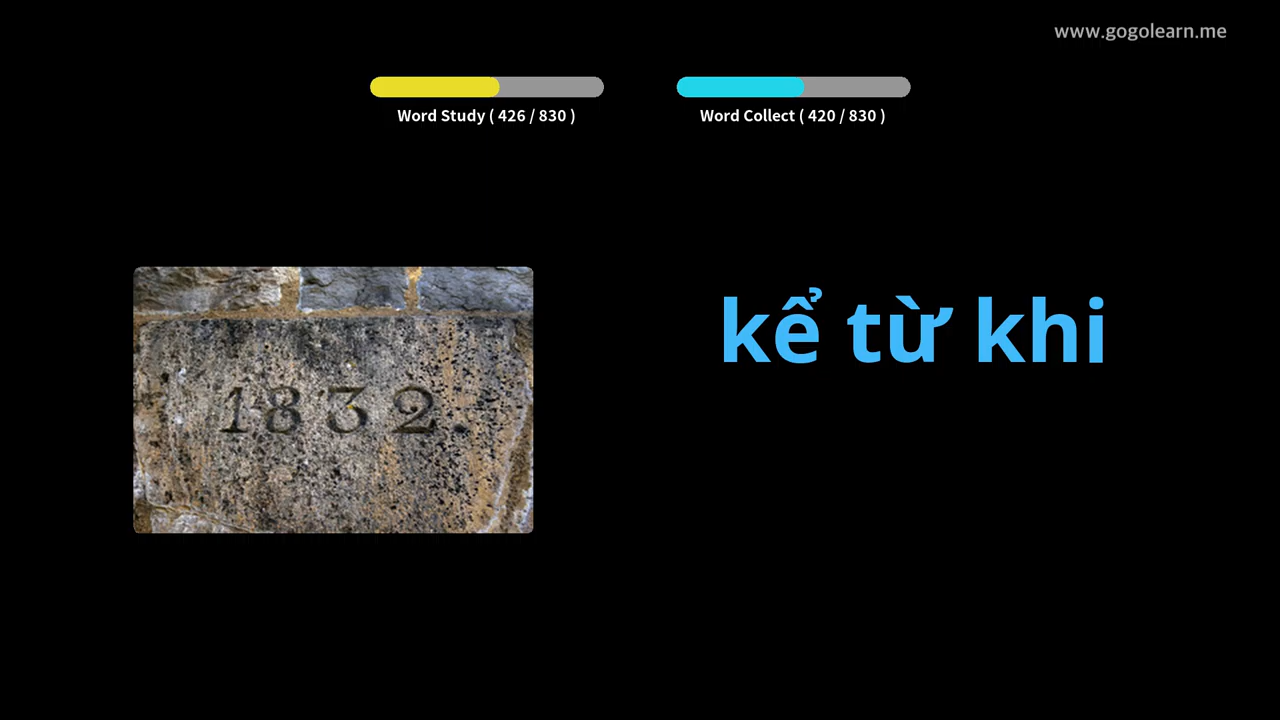 www.gogolearn.me
Word Study ( 426 / 830 )
Word Collect ( 420 / 830 )
kể từ khi
1832